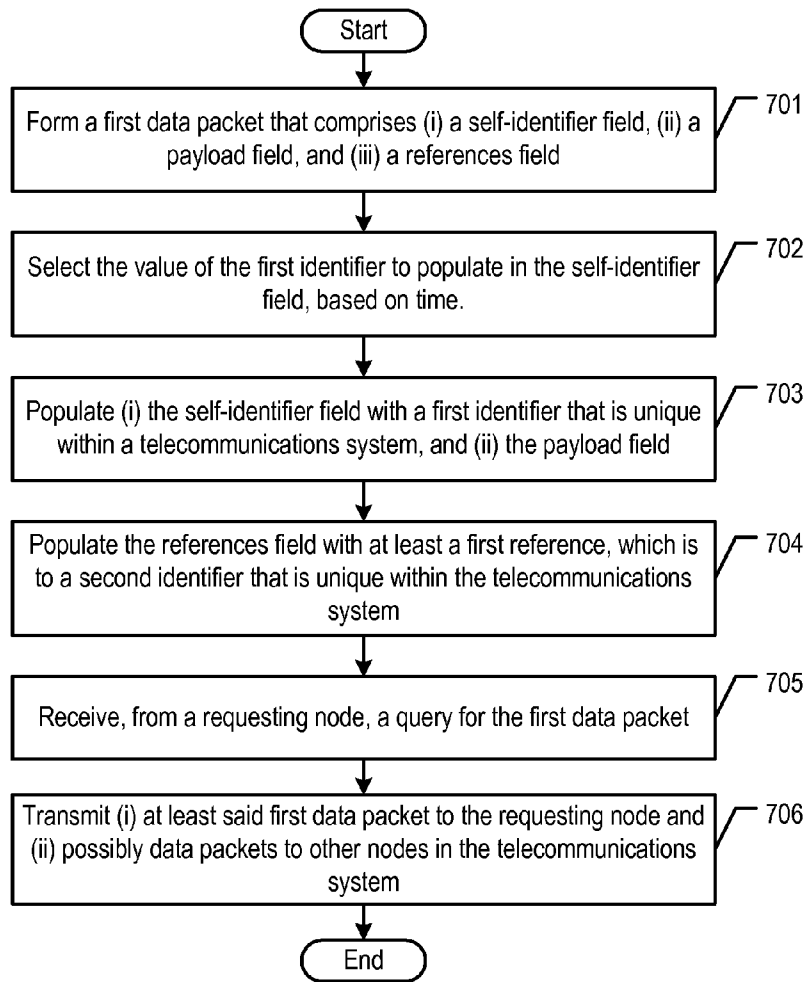 Start
Form a first data packet that comprises (i) a self-identifier field, (ii) a
payload field, and (iii) a references field
701
Select the value of the first identifier to populate in the self-identifier
field, based on time.
702
Populate (i) the self-identifier field with a first identifier that is unique
within a telecommunications system, and (ii) the payload field
703
Populate the references field with at least a first reference, which is
to a second identifier that is unique within the telecommunications
system
704
Receive, from a requesting node, a query for the first data packet
705
Transmit (i) at least said first data packet to the requesting node and
(ii) possibly data packets to other nodes in the telecommunications
system
706
End